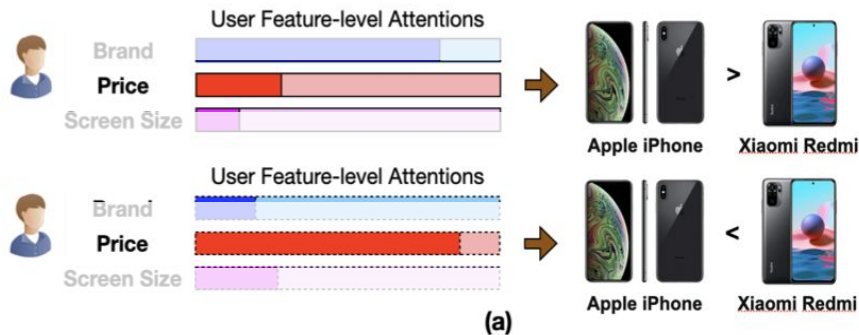 User Feature-level Attentions
Brand
Price
Screen Size
>
Apple iPhone
Xiaomi Redmi
User Feature-level Attentions
Brand
Price
Screen Size
<
Apple iPhone
Xiaomi Redmi
(a)